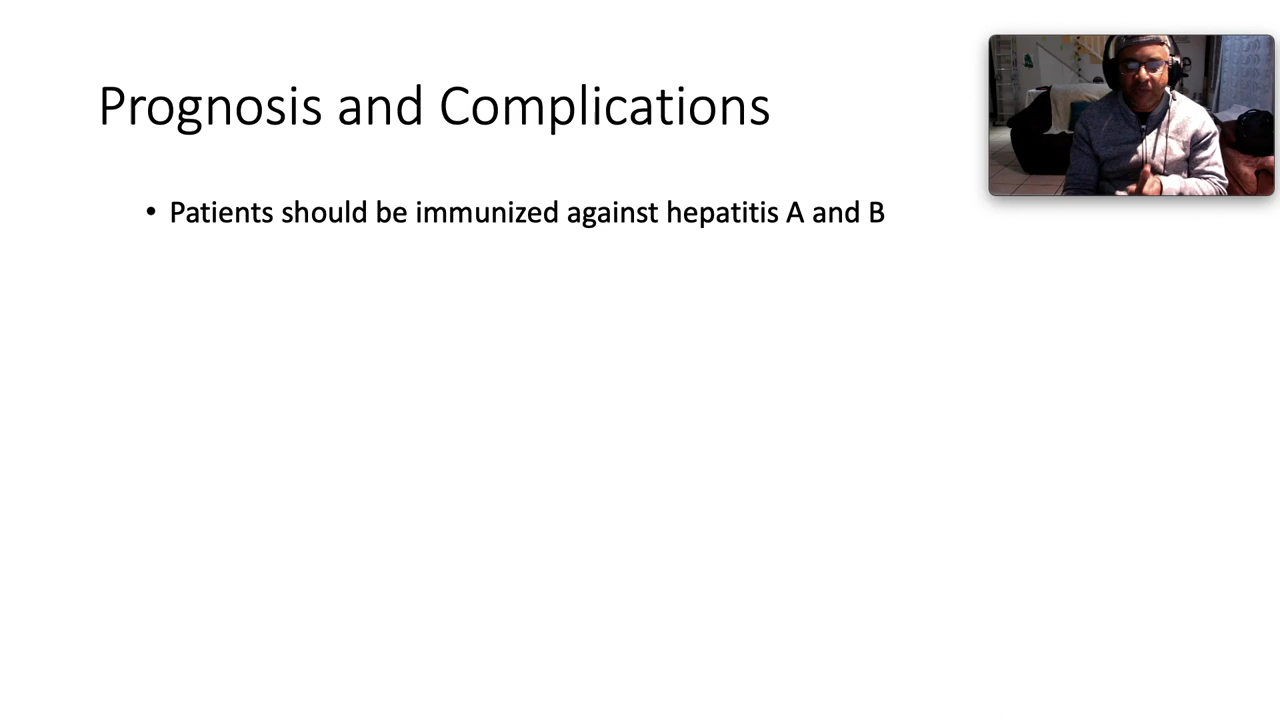 Prognosis and Complications
• Patients should be immunized against hepatitis A and B